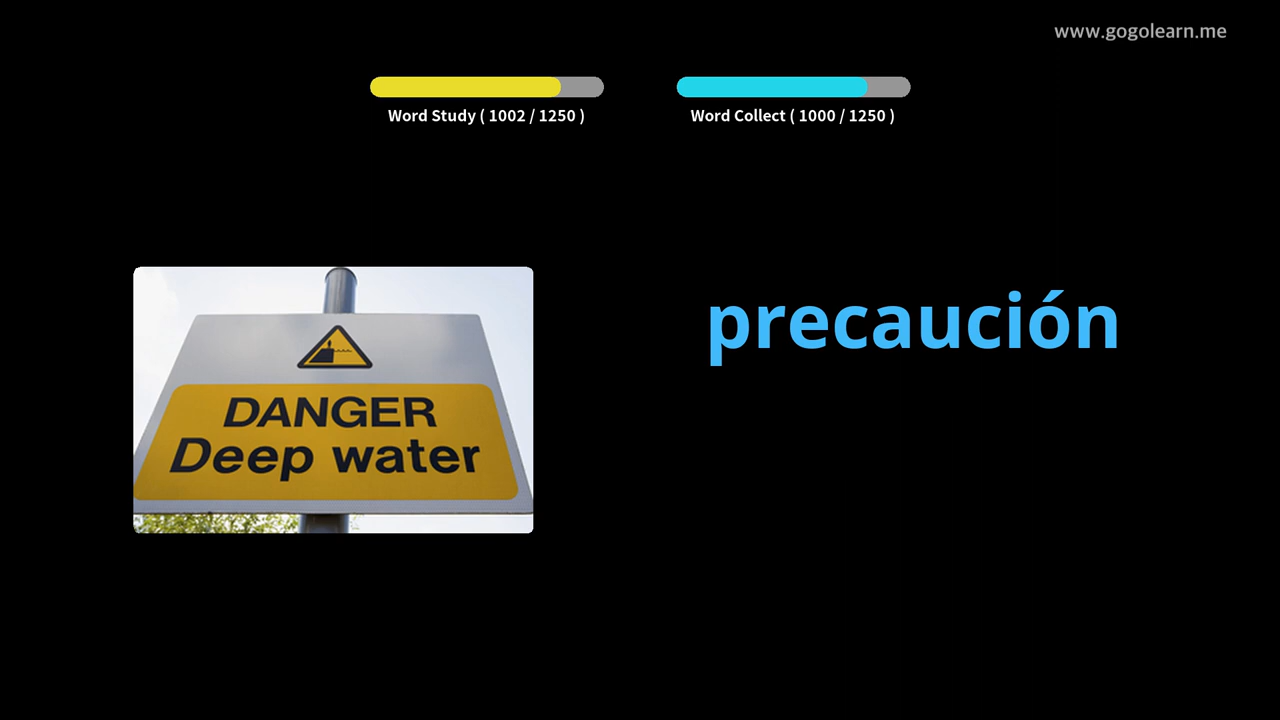 www.gogolearn.me
Word Study ( 1002 / 1250 )
Word Collect ( 1000 / 1250 )
precaución
DANGER
Deep water